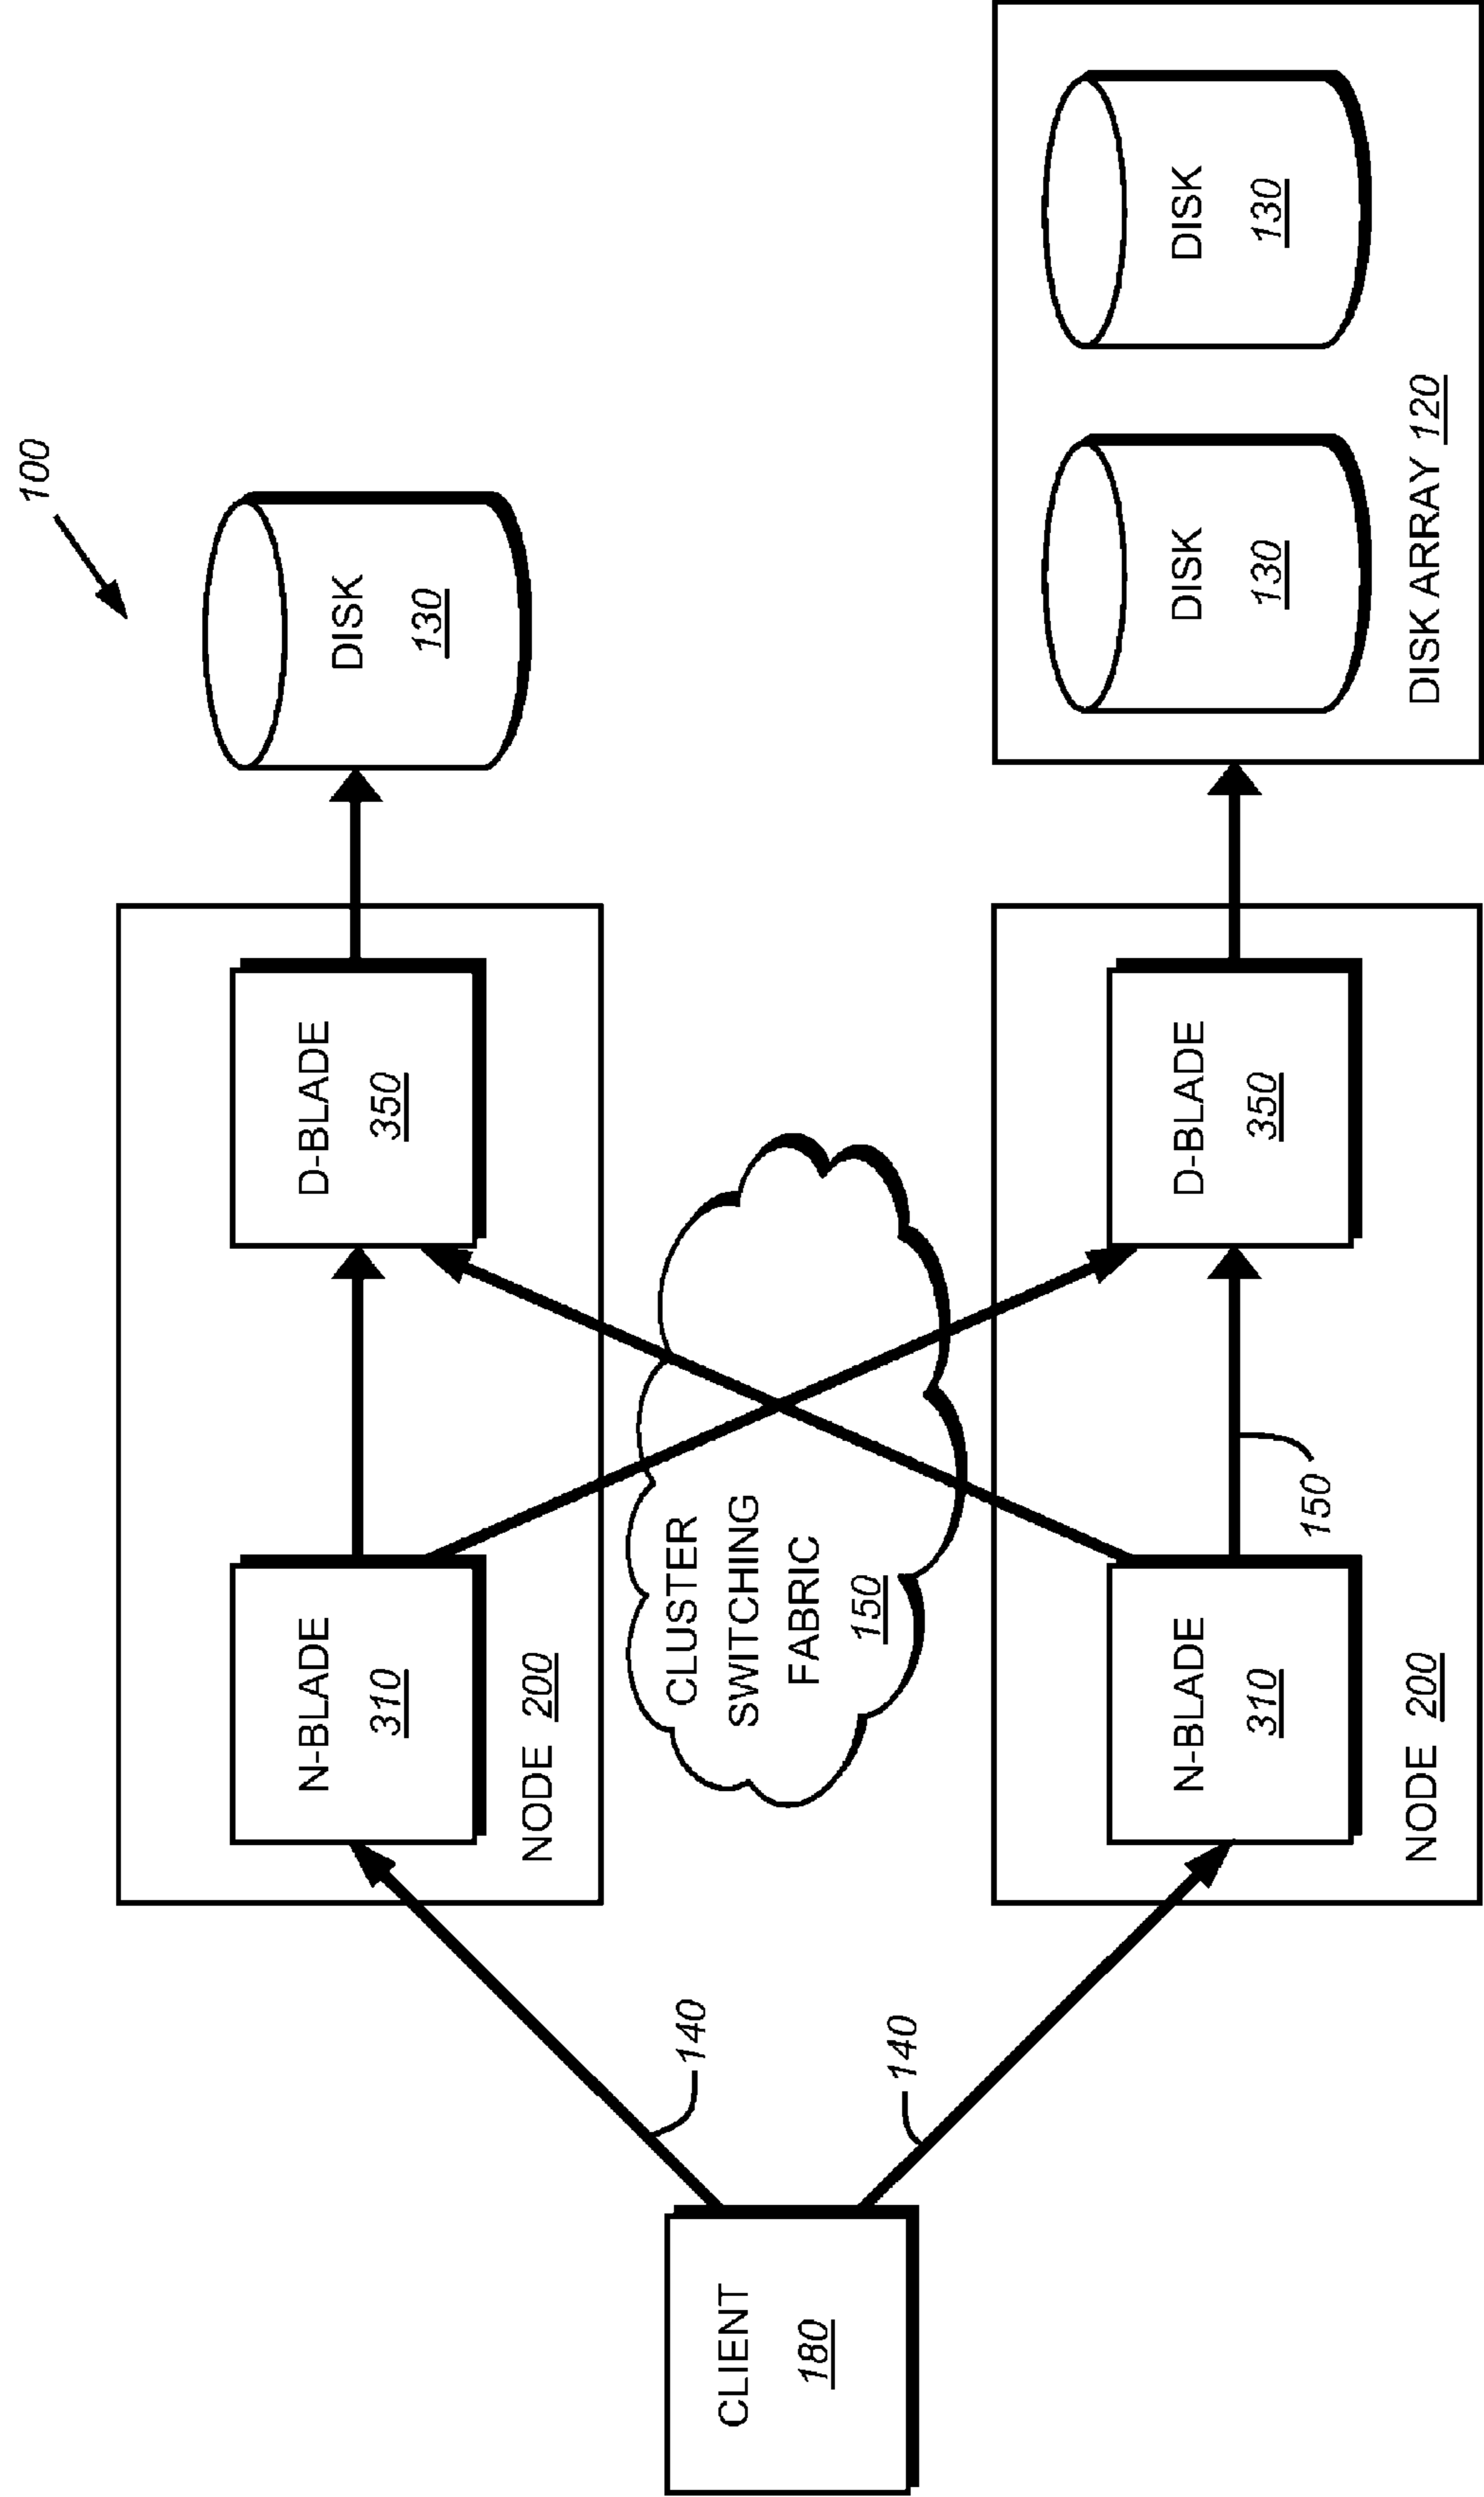 100
CLIENT
180
140
140
N-BLADE
310
NODE 200
D-BLADE
350
DISK
130
CLUSTER
SWITCHING
FABRIC
150
N-BLADE
310
NODE 200
150
D-BLADE
350
DISK
130
DISK
130
DISK ARRAY 120